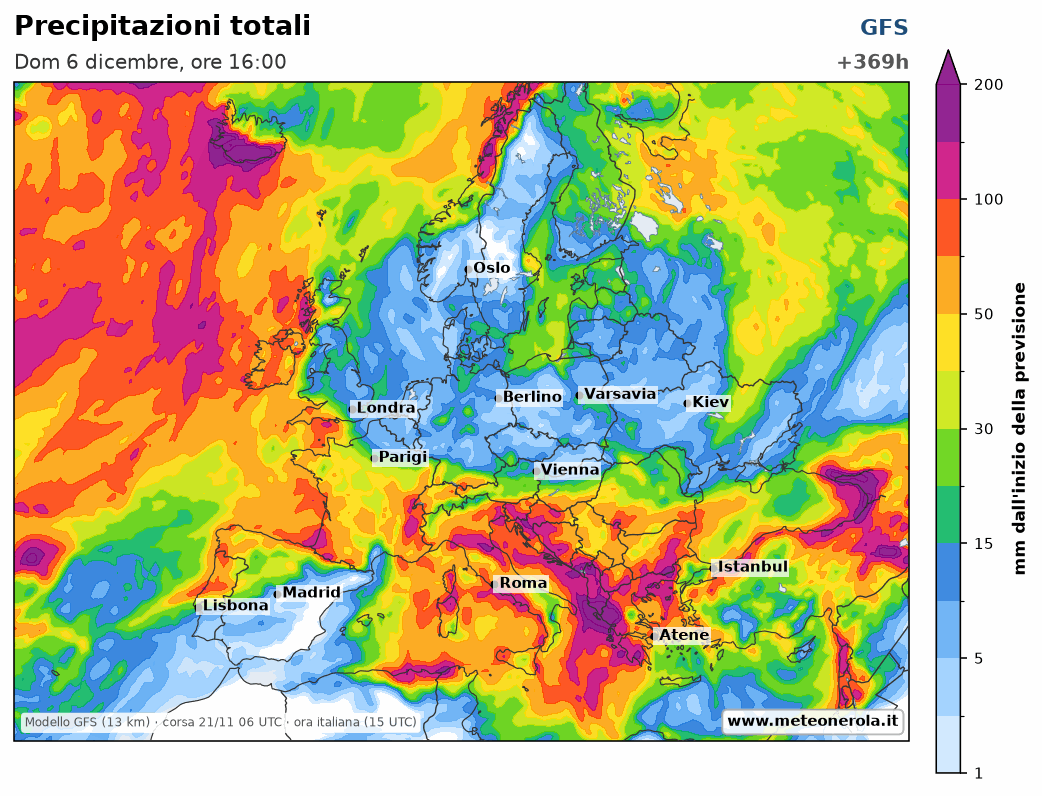 Precipitazioni totali
GFS
Dom 6 dicembre, ore 16:00
+369h
200
100
50
30
15
5
1
mm dall'inizio della previsione
Oslo
Berlino
Varsavia
Kiev
Londra
Parigi
Vienna
Istanbul
Roma
Madrid
Lisbona
Atene
Modello GFS (13 km) · corsa 21/11 06 UTC · ora italiana (15 UTC)
www.meteonerola.it